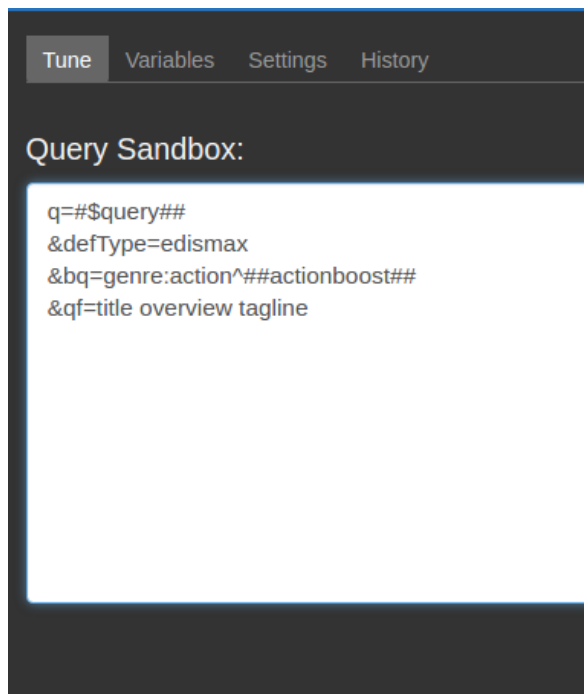 Tune Variables Settings History
Query Sandbox:
q=#$query##
&defType=edismax
&bq=genre:action^##actionboost##
&qf=title overview tagline